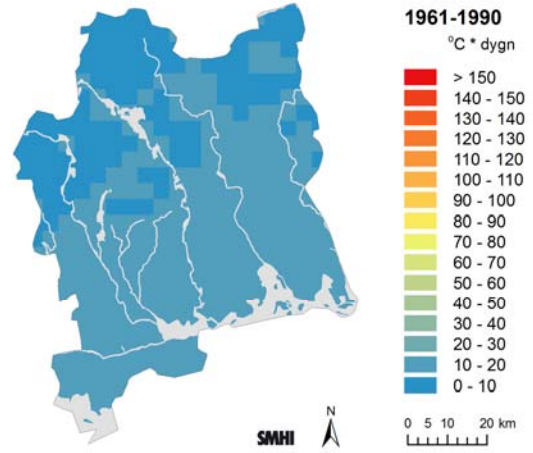 1961-1990
°C * dygn
> 150
140 - 150
130 - 140
120 - 130
110 - 120
100 - 110
90 - 100
80 - 90
70 - 80
60 - 70
50 - 60
40 - 50
30 - 40
20 - 30
10 - 20
0 - 10
SMHI
N
0 5 10 20 km